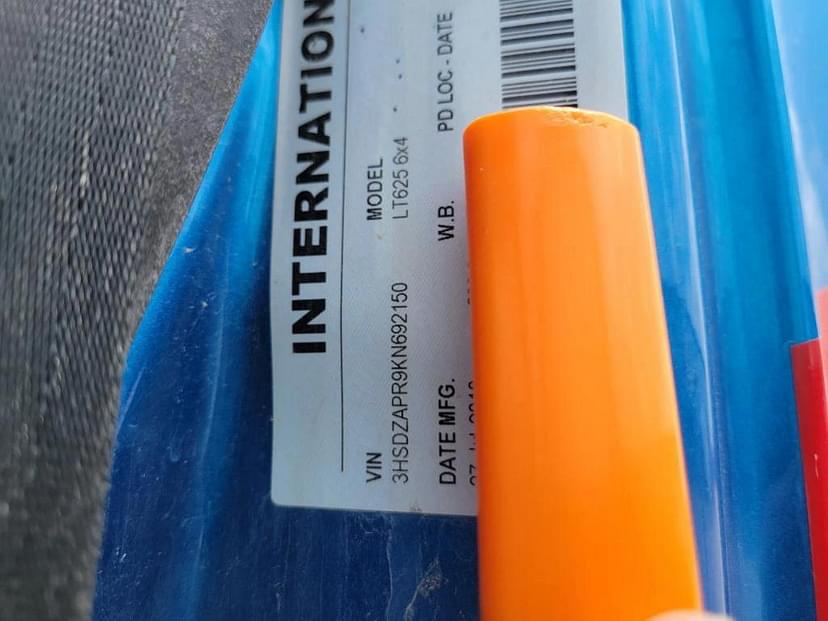 INTERNATION
VIN MODEL
3HSDZAPR9KN692150 LT625 6x4
DATE MFG. W.B. PD LOC - DATE